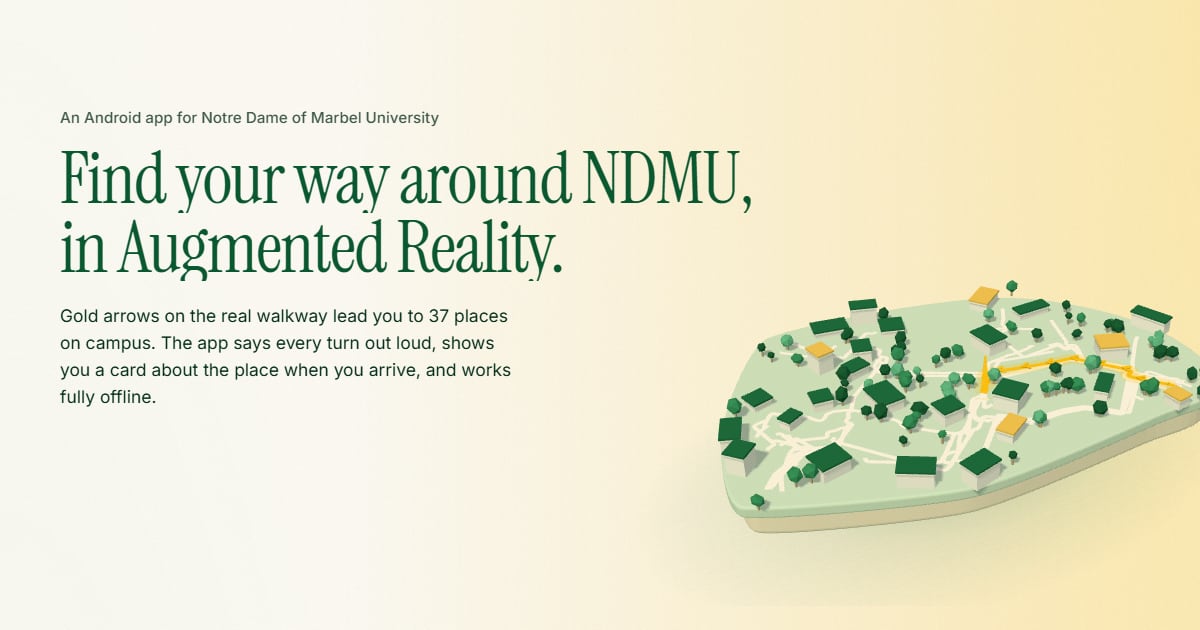 An Android app for Notre Dame of Marbel University
Find your way around NDMU,
in Augmented Reality.
Gold arrows on the real walkway lead you to 37 places
on campus. The app says every turn out loud, shows
you a card about the place when you arrive, and works
fully offline.